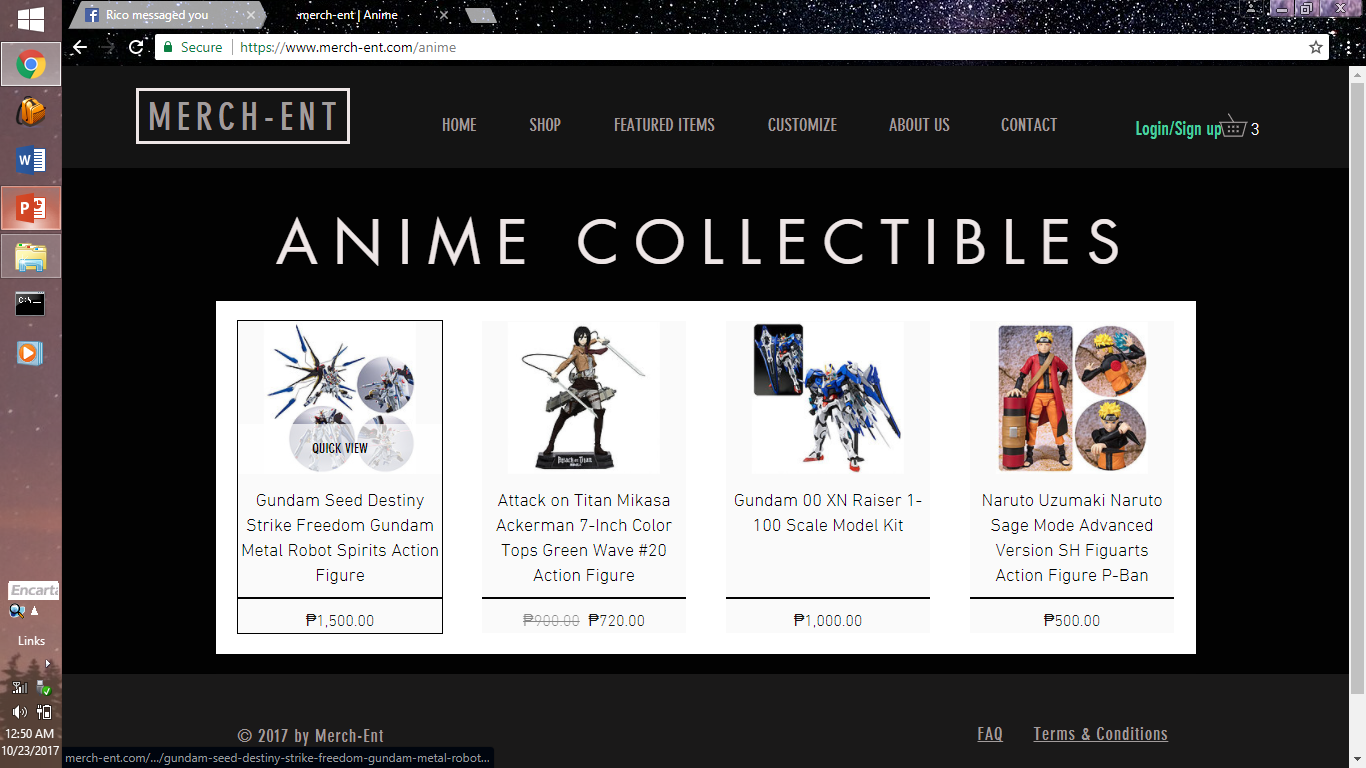 Rico messaged you
merch-ent | Anime
Secure
https://www.merch-ent.com/anime
MERCH-ENT
HOME
SHOP
FEATURED ITEMS
CUSTOMIZE
ABOUT US
CONTACT
Login/Sign up
3
ANIME COLLECTIBLES
QUICK VIEW
Gundam Seed Destiny
Strike Freedom Gundam
Metal Robot Spirits Action
Figure
₱1,500.00
Attack on Titan
Attack on Titan Mikasa
Ackerman 7-Inch Color
Tops Green Wave #20
Action Figure
₱900.00 ₱720.00
Gundam 00 XN Raiser 1-
100 Scale Model Kit
₱1,000.00
Naruto Uzumaki Naruto
Sage Mode Advanced
Version SH Figuarts
Action Figure P-Ban
₱500.00
© 2017 by Merch-Ent
FAQ
Terms & Conditions
merch-ent.com/.../gundam-seed-destiny-strike-freedom-gundam-metal-robot...
Encarta
Links
12:50 AM
10/23/2017